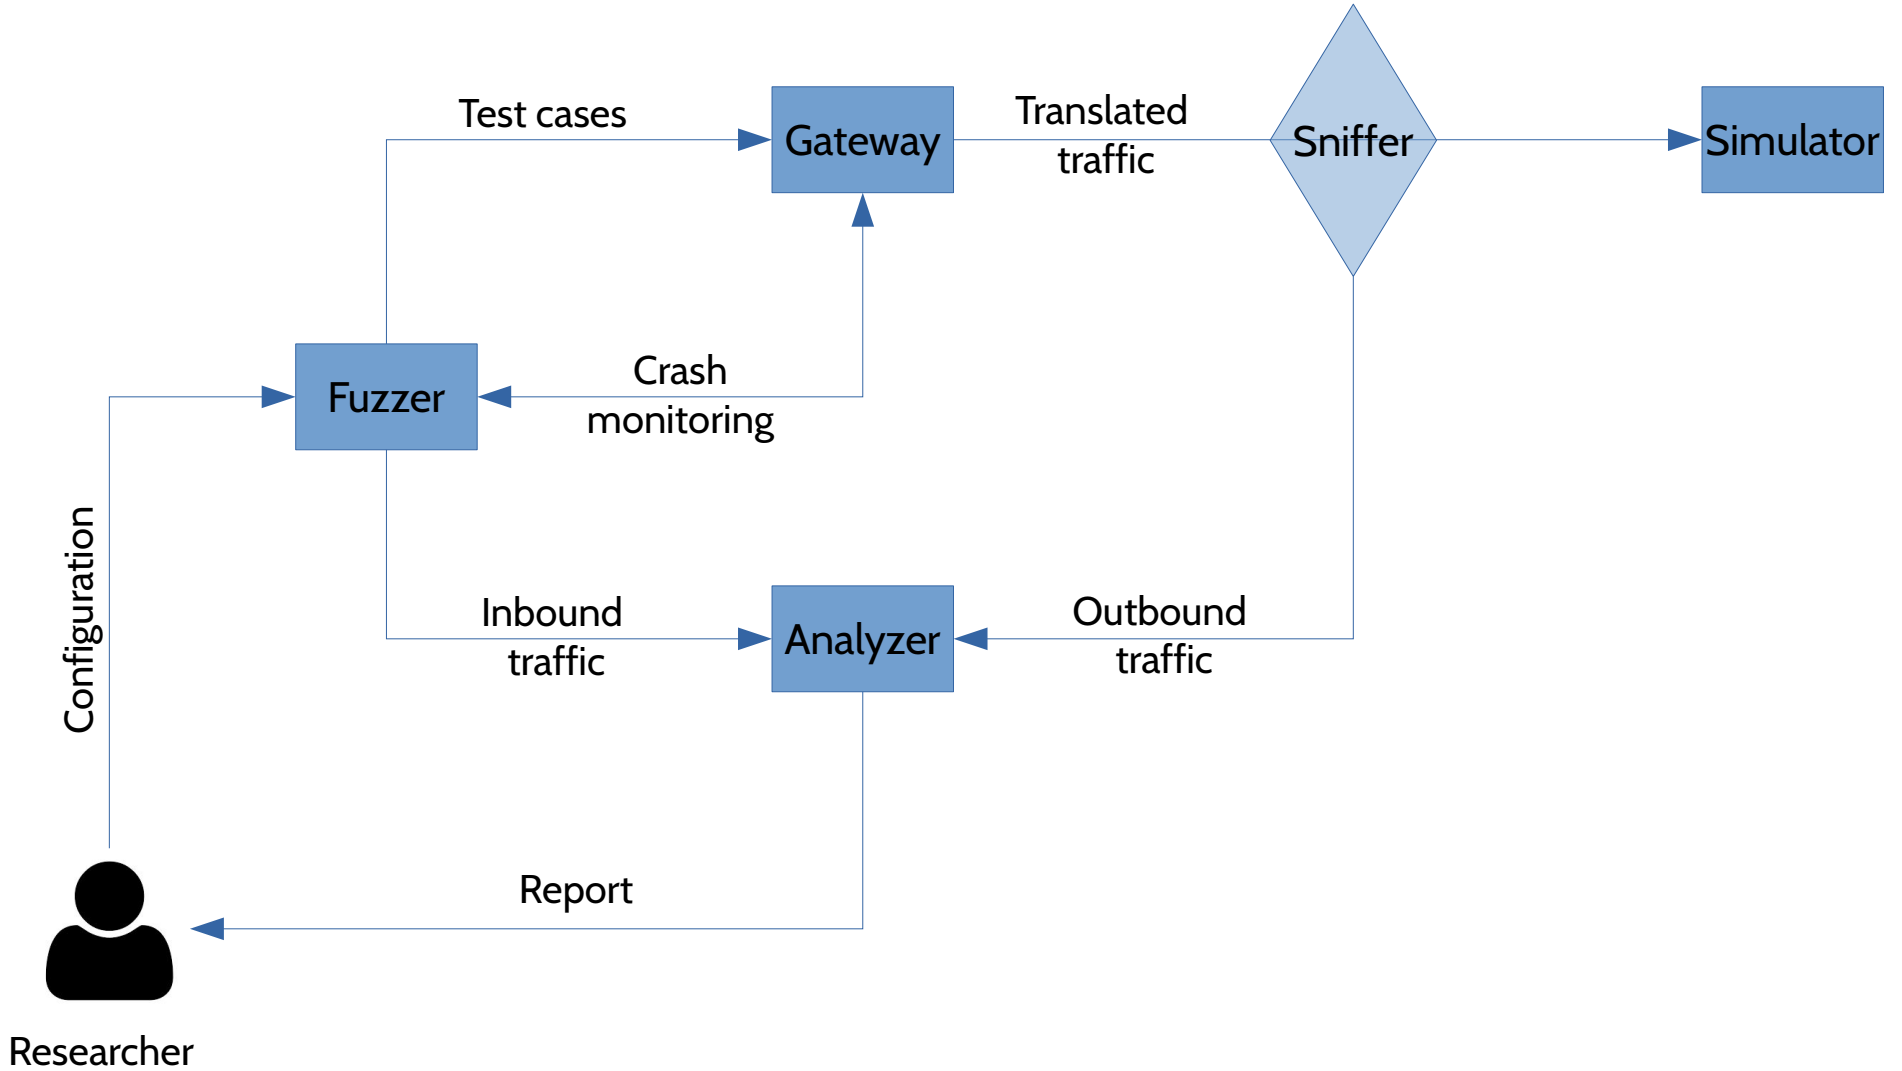 Test cases
Gateway
Translated
traffic
Sniffer
Simulator
Fuzzer
Crash
monitoring
Configuration
Inbound
traffic
Analyzer
Outbound
traffic
Report
Researcher